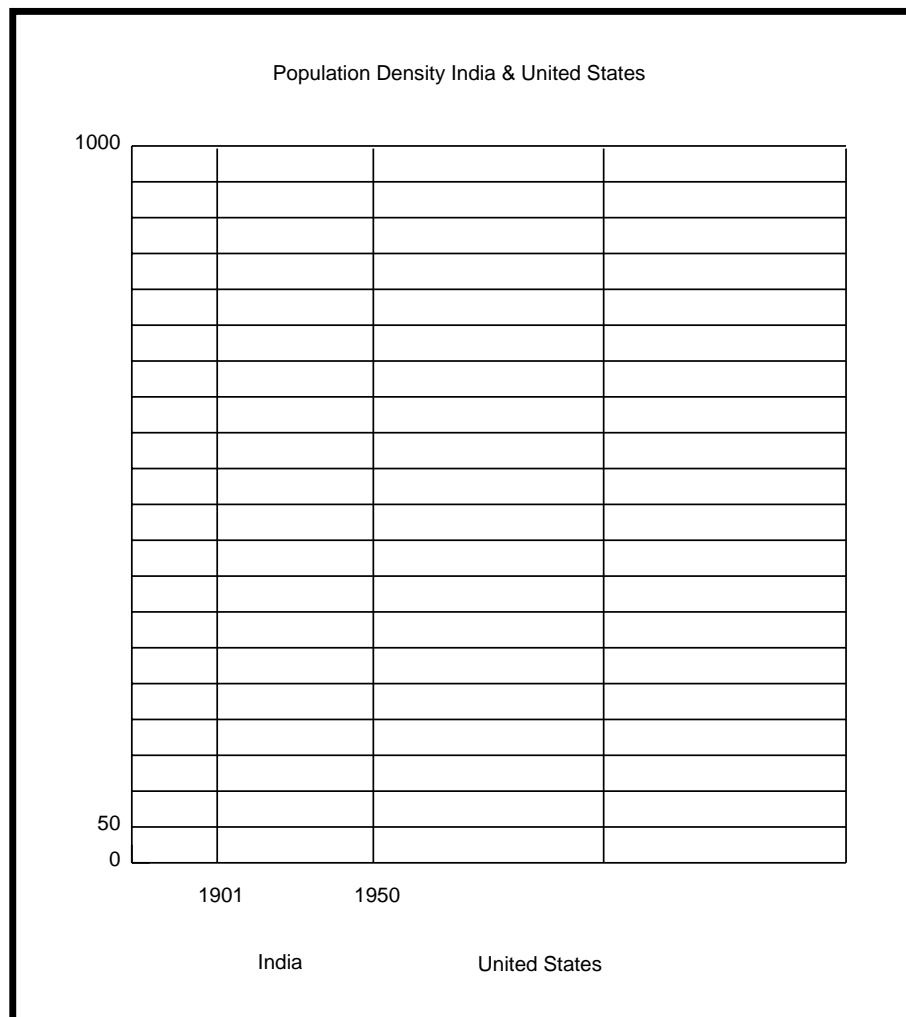 Population Density India & United States
1000
50
0
1901 1950
India United States